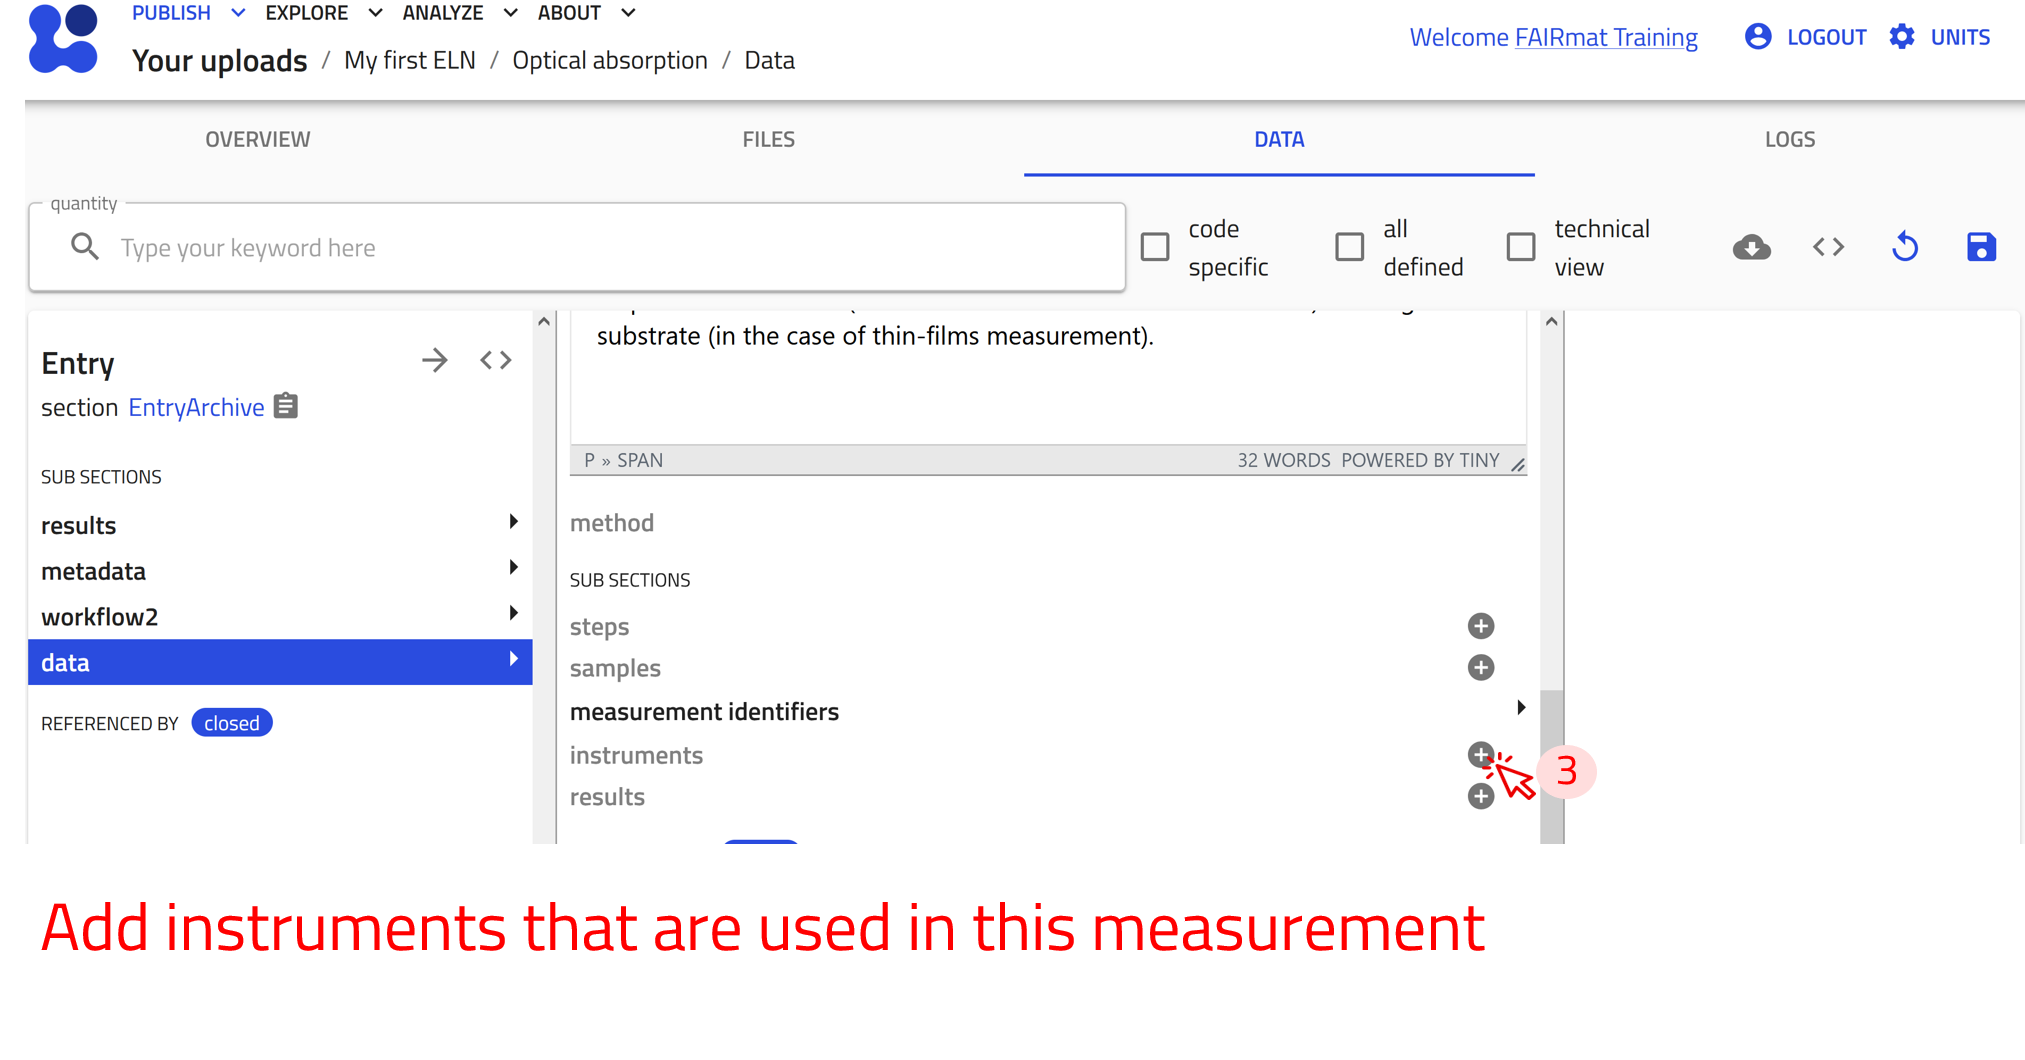 PUBLISH EXPLORE ANALYZE ABOUT
Your uploads / My first ELN / Optical absorption / Data
Welcome FAIRmat Training LOGOUT UNITS
OVERVIEW FILES DATA LOGS
quantity
Type your keyword here
code specific
all defined
technical view
Entry
section EntryArchive
SUB SECTIONS
results
metadata
workflow2
data
REFERENCED BY closed
substrate (in the case of thin-films measurement).
P » SPAN 32 WORDS POWERED BY TINY
method
SUB SECTIONS
steps
samples
measurement identifiers
instruments
3
results
Add instruments that are used in this measurement